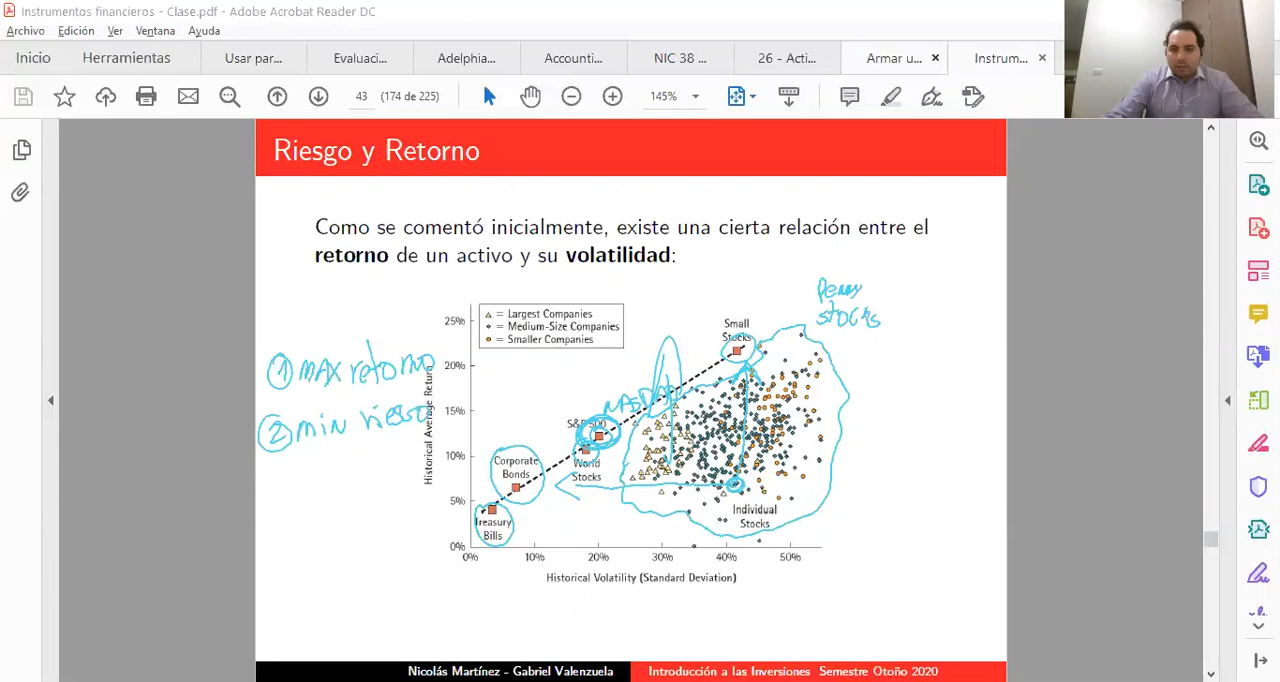 Instrumentos financieros - Clase.pdf - Adobe Acrobat Reader DC
Archivo Edición Ver Ventana Ayuda
Inicio Herramientas Usar par... Evaluaci... Adelphia... Accounti... NIC 38 ... 26 - Acti... Armar u... × Instrum... ×
43 (174 de 225) 145%
Riesgo y Retorno
Como se comentó inicialmente, existe una cierta relación entre el
retorno de un activo y su volatilidad:
Penny
stocks
① MAX retorno
② min riesgo
Historical Average Return
25%
20%
15%
10%
5%
0%
= Largest Companies
= Medium-Size Companies
= Smaller Companies
Small
Stocks
NASDAQ
S&P 500
World
Stocks
Corporate
Bonds
Treasury
Bills
Individual
Stocks
0% 10% 20% 30% 40% 50%
Historical Volatility (Standard Deviation)
Nicolás Martínez - Gabriel Valenzuela Introducción a las Inversiones Semestre Otoño 2020